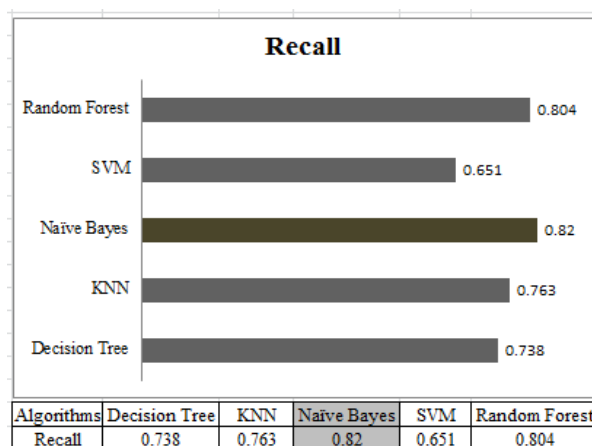 Recall
Random Forest 0.804
SVM 0.651
Naïve Bayes 0.82
KNN 0.763
Decision Tree 0.738
Algorithms Decision Tree KNN Naïve Bayes SVM Random Forest
Recall 0.738 0.763 0.82 0.651 0.804